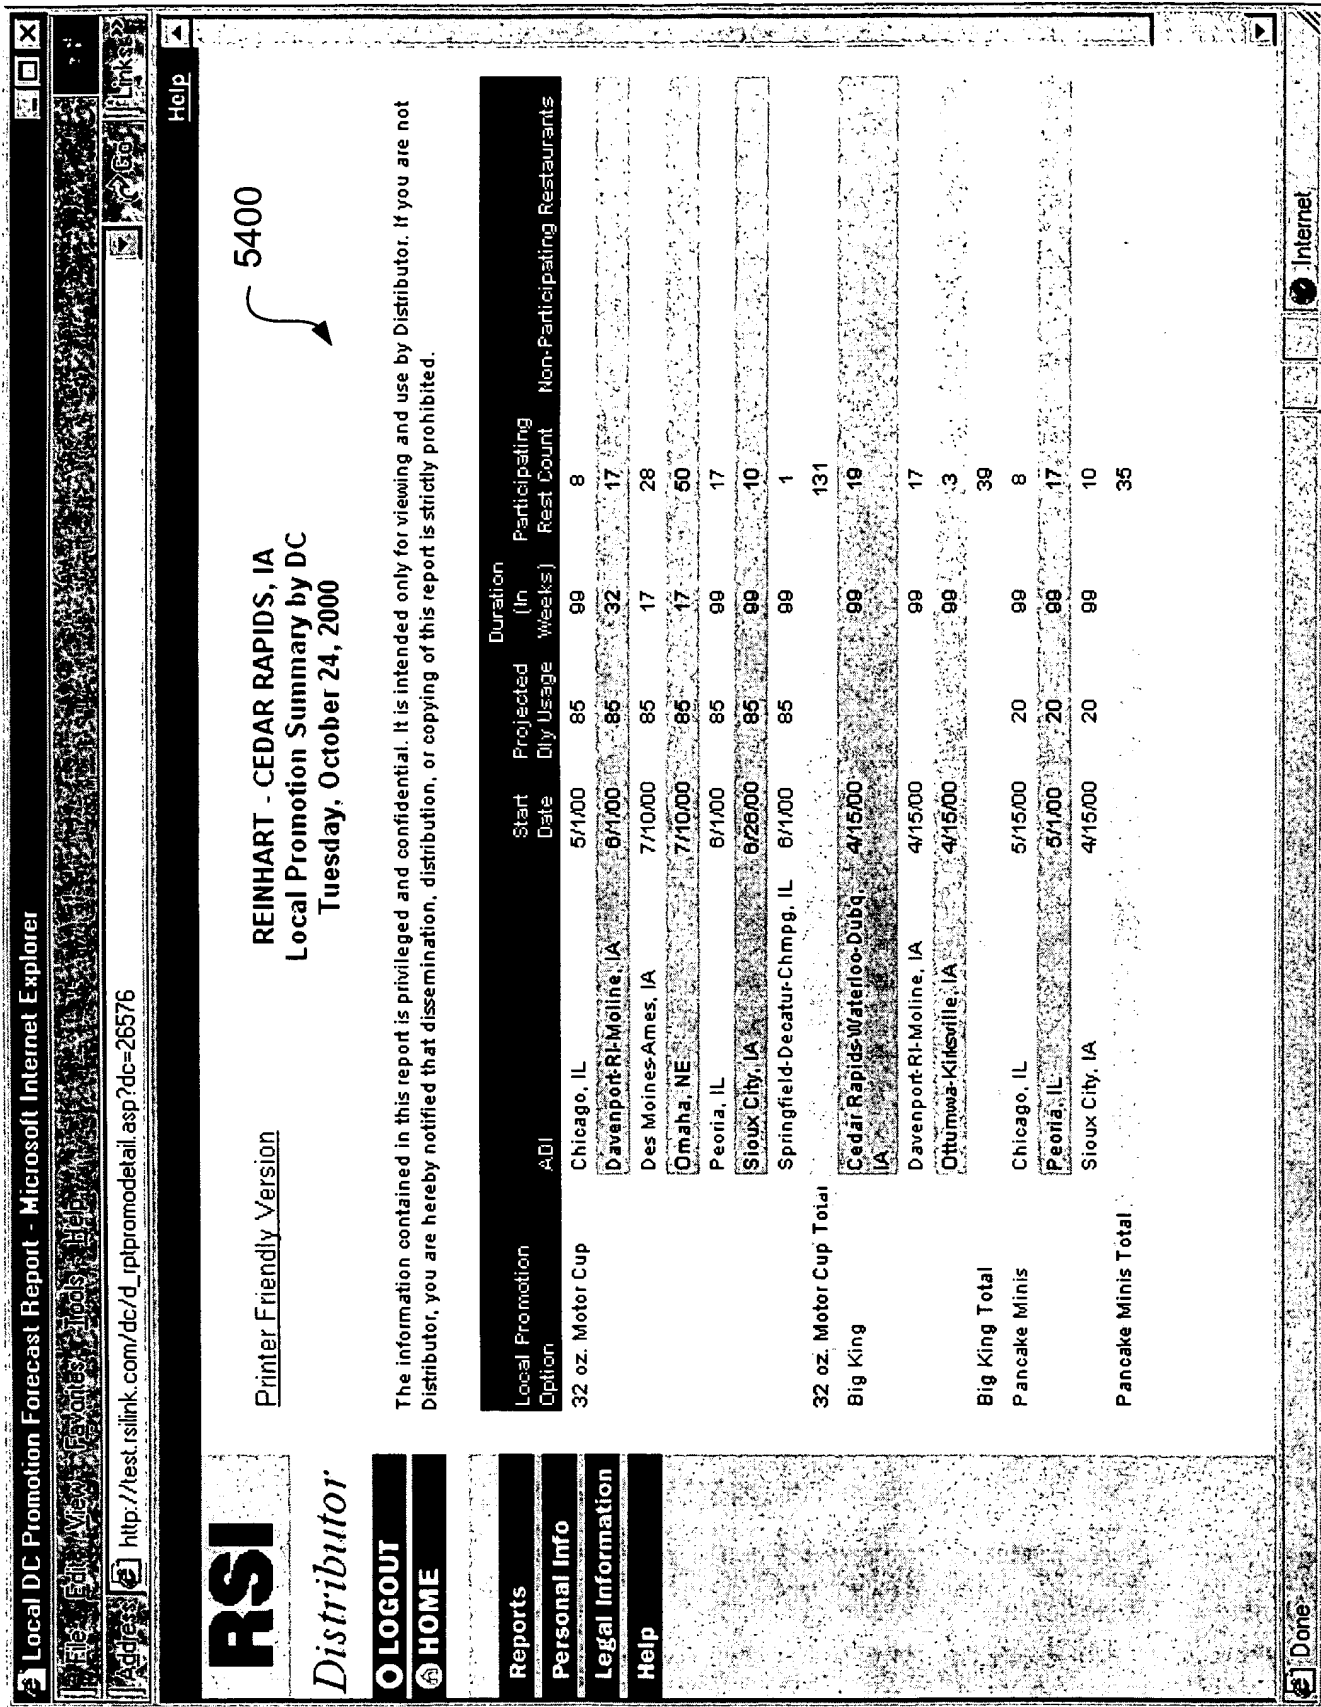 Local DC Promotion Forecast Report - Microsoft Internet Explorer
File Edit View Favorites Tools Help
Address http://test.rsilink.com/dc/d_rptpromodetail.asp?dc=26576 Go Links »
Help
RSI
Distributor
LOGOUT
HOME
Reports
Personal Info
Legal Information
Help
Printer Friendly Version
REINHART - CEDAR RAPIDS, IA
Local Promotion Summary by DC
Tuesday, October 24, 2000
5400
The information contained in this report is privileged and confidential. It is intended only for viewing and use by Distributor. If you are not
Distributor, you are hereby notified that dissemination, distribution, or copying of this report is strictly prohibited.
Local Promotion Option ADI Start Date Projected Dly Usage Duration (In Weeks) Participating Rest Count Non-Participating Restaurants
32 oz. Motor Cup Chicago, IL 5/1/00 85 99 8
Davenport-RI-Moline, IA 6/1/00 85 32 17
Des Moines-Ames, IA 7/10/00 85 17 28
Omaha, NE 7/10/00 85 17 50
Peoria, IL 6/1/00 85 99 17
Sioux City, IA 6/26/00 85 99 10
Springfield-Decatur-Chmpg, IL 6/1/00 85 99 1
32 oz. Motor Cup Total 131
Big King Cedar Rapids-Waterloo-Dubq, 4/15/00 99 19
IA
Davenport-RI-Moline, IA 4/15/00 99 17
Ottumwa-Kirksville, IA 4/15/00 99 3
Big King Total 39
Pancake Minis Chicago, IL 5/15/00 20 99 8
Peoria, IL 5/1/00 20 99 17
Sioux City, IA 4/15/00 20 99 10
Pancake Minis Total 35
Done Internet